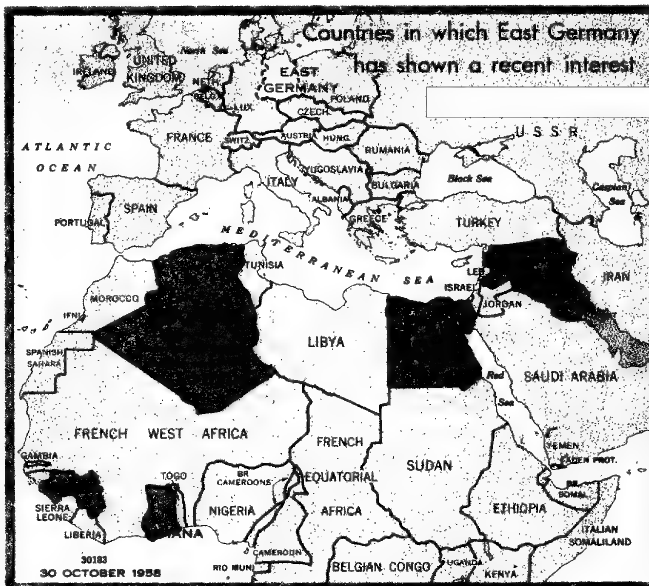 Countries in which East Germany
has shown a recent interest
North Sea
IRELAND
UNITED
KINGDOM
NETH.
LUX.
EAST
GERMANY
POLAND
CZECH.
U S S R
ATLANTIC
OCEAN
FRANCE
SWITZ.
AUSTRIA
HUNG.
RUMANIA
YUGOSLAVIA
ITALY
BULGARIA
Black Sea
Caspian
Sea
PORTUGAL
SPAIN
ALBANIA
GREECE
TURKEY
MEDITERRANEAN SEA
TUNISIA
LEB.
ISRAEL
JORDAN
IRAN
MOROCCO
IFNI
SPANISH
SAHARA
LIBYA
Red
Sea
SAUDI ARABIA
FRENCH WEST AFRICA
FRENCH
EQUATORIAL
AFRICA
SUDAN
YEMEN
ADEN PROT.
GAMBIA
TOGO
BR
CAMEROONS
NIGERIA
SIERRA
LEONE
LIBERIA
GHANA
ETHIOPIA
BR.
SOMAL.
ITALIAN
SOMALILAND
CAMEROUN
RIO MUNI
BELGIAN CONGO
UGANDA
KENYA
30183
30 OCTOBER 1958